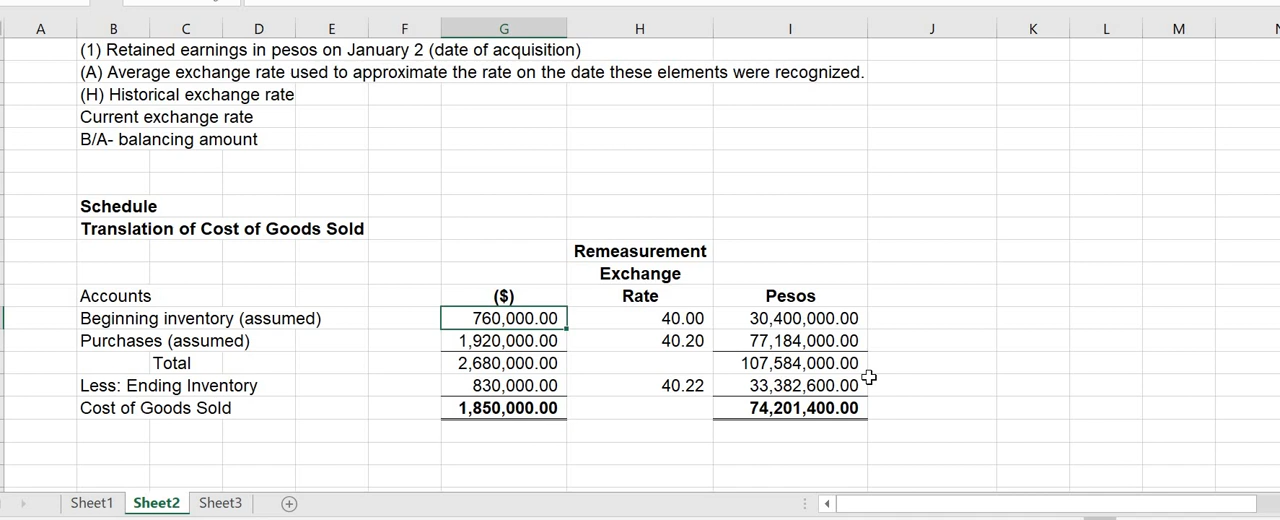 A B C D E F G H I J K L M N
(1) Retained earnings in pesos on January 2 (date of acquisition)
(A) Average exchange rate used to approximate the rate on the date these elements were recognized.
(H) Historical exchange rate
Current exchange rate
B/A- balancing amount
Schedule
Translation of Cost of Goods Sold
Remeasurement
Exchange
Accounts ($) Rate Pesos
Beginning inventory (assumed) 760,000.00 40.00 30,400,000.00
Purchases (assumed) 1,920,000.00 40.20 77,184,000.00
Total 2,680,000.00 107,584,000.00
Less: Ending Inventory 830,000.00 40.22 33,382,600.00
Cost of Goods Sold 1,850,000.00 74,201,400.00
Sheet1 Sheet2 Sheet3